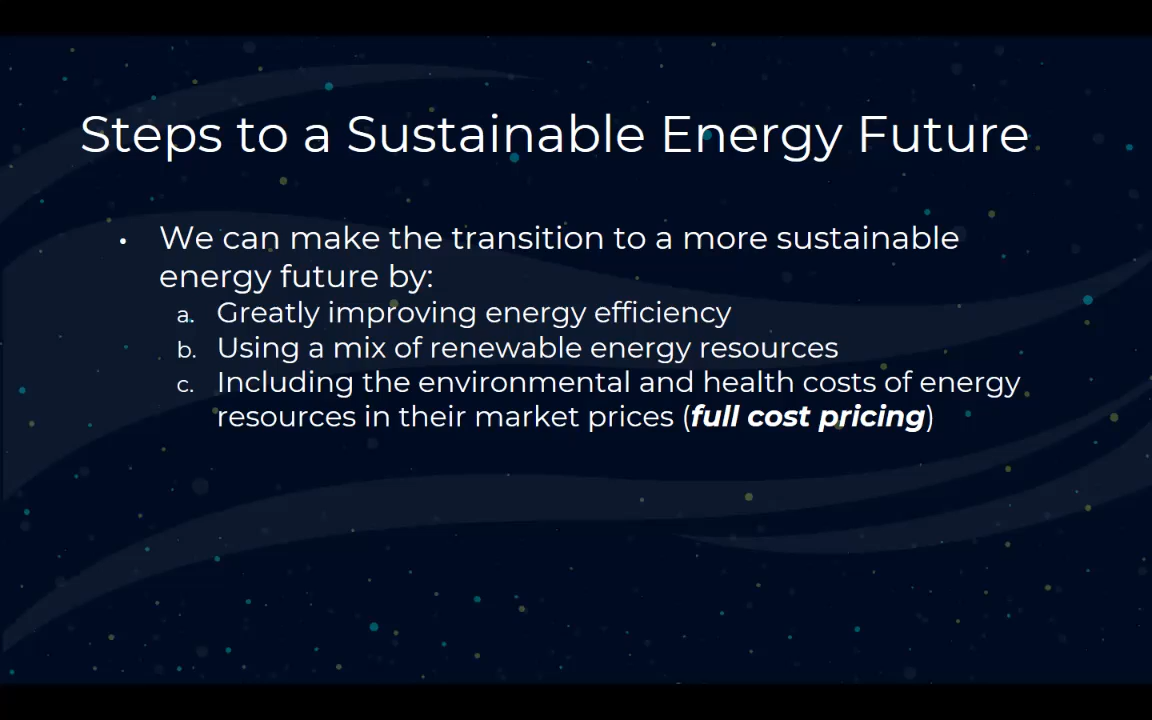 Steps to a Sustainable Energy Future
• We can make the transition to a more sustainable
energy future by:
a. Greatly improving energy efficiency
b. Using a mix of renewable energy resources
c. Including the environmental and health costs of energy
resources in their market prices (full cost pricing)